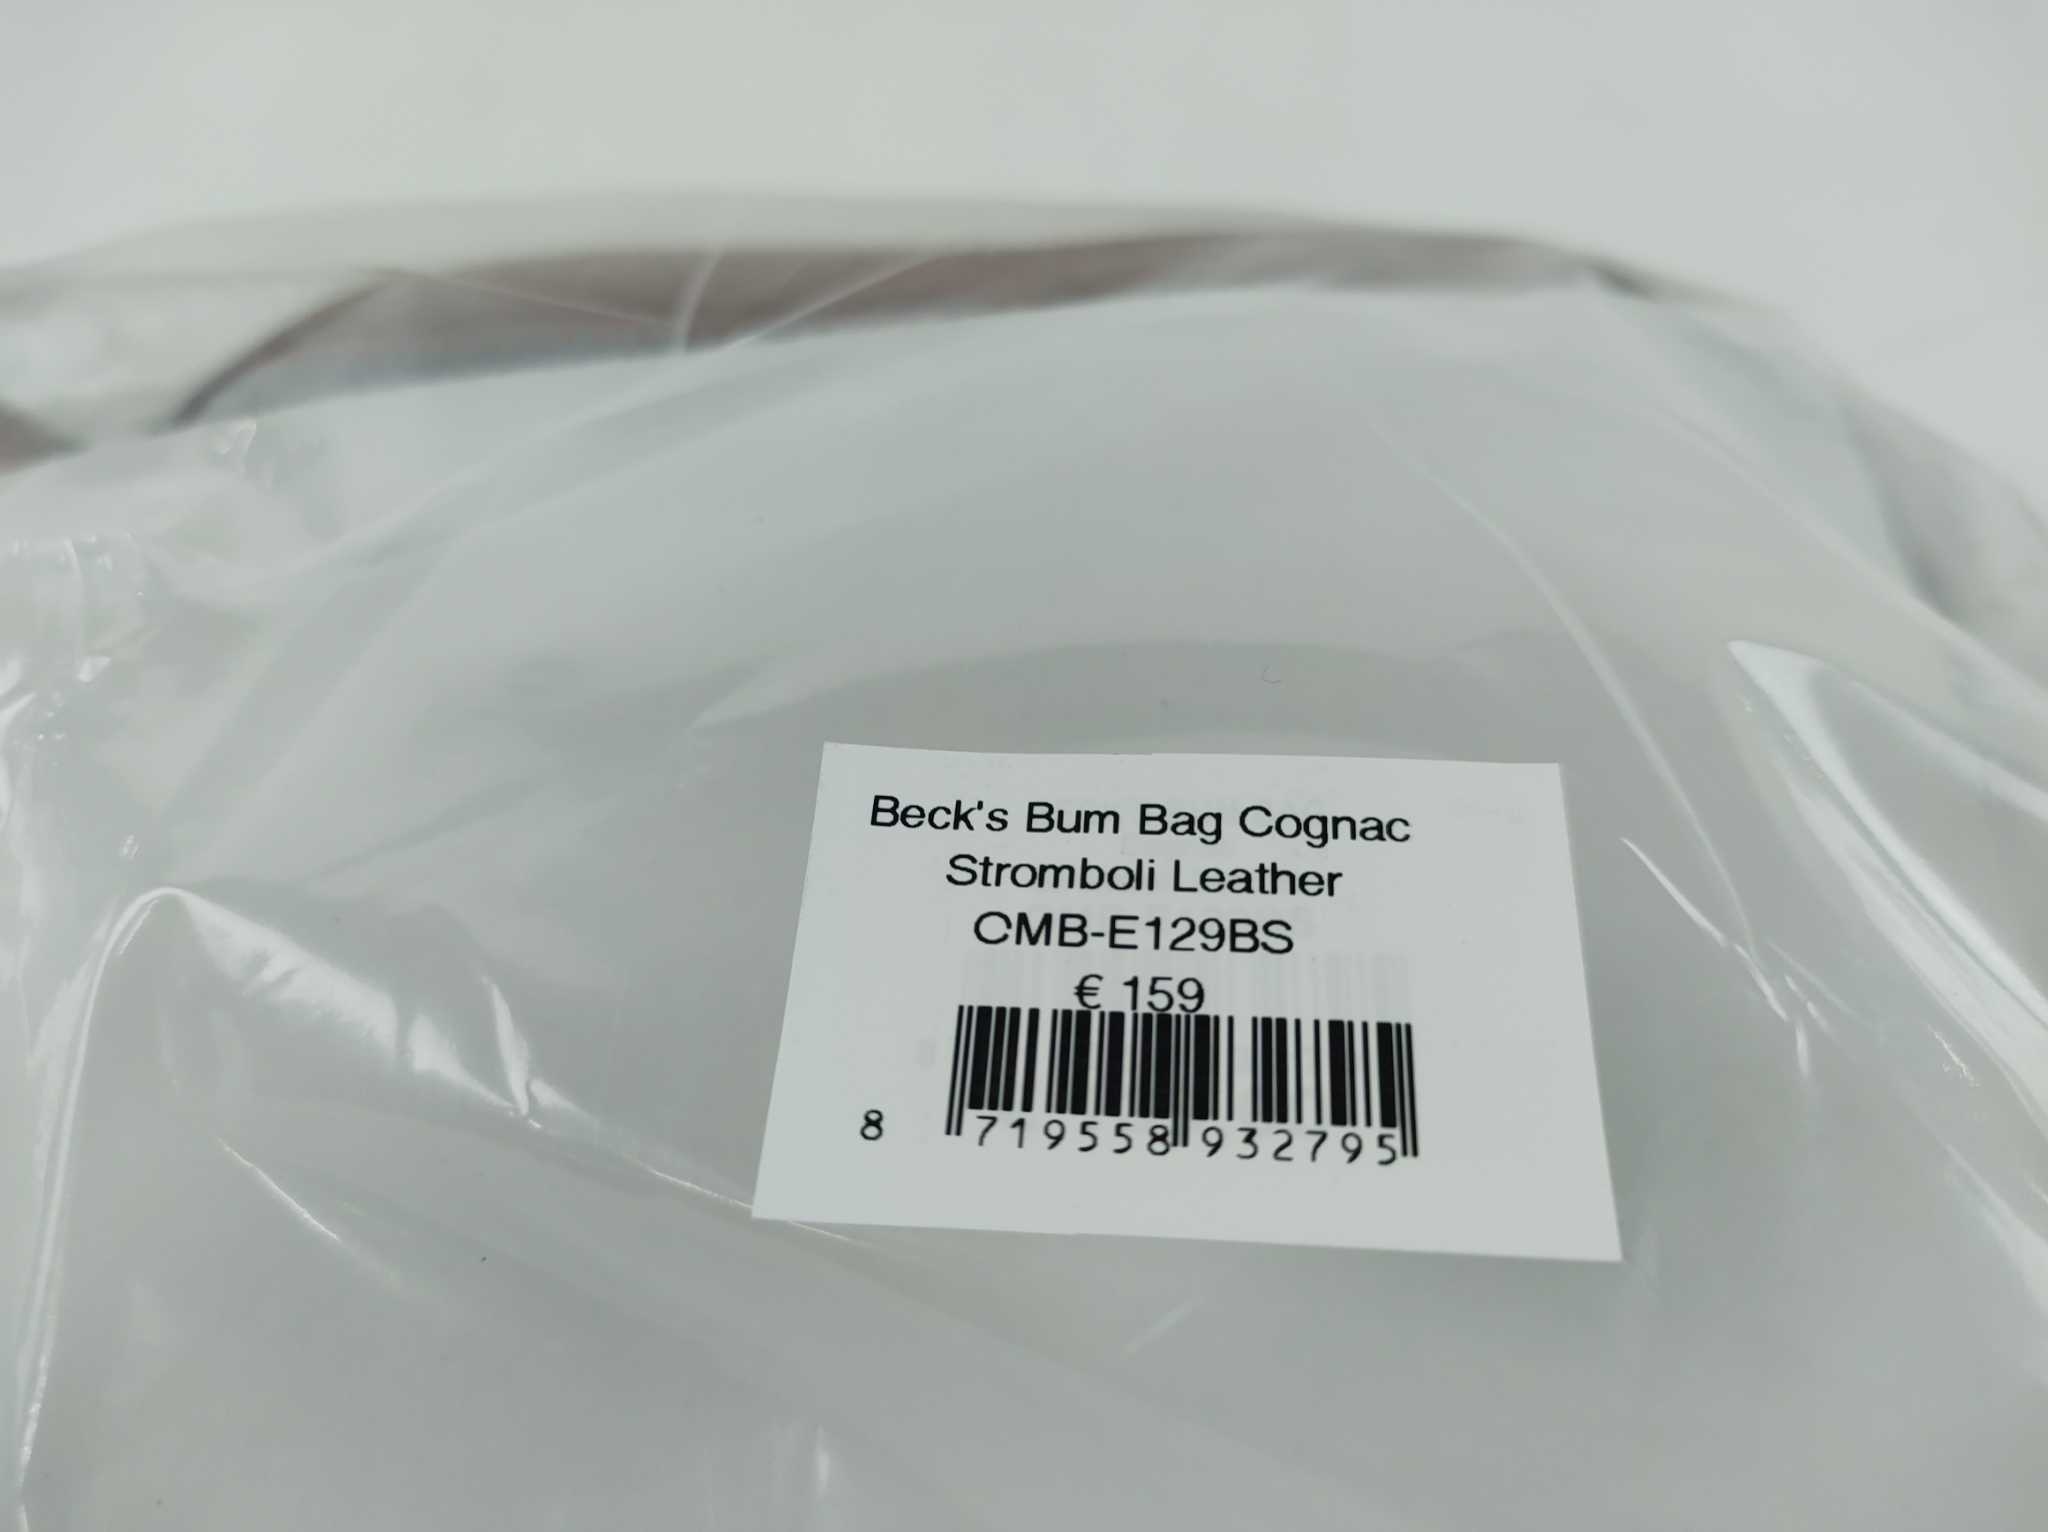 Beck's Bum Bag Cognac
Stromboli Leather
CMB-E129BS
€ 159
8 719558 932795